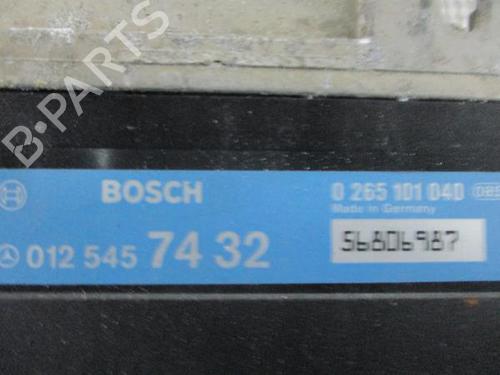 B-PARTS
BOSCH
0 265 101 040
Made in Germany
012 545 74 32
56806987